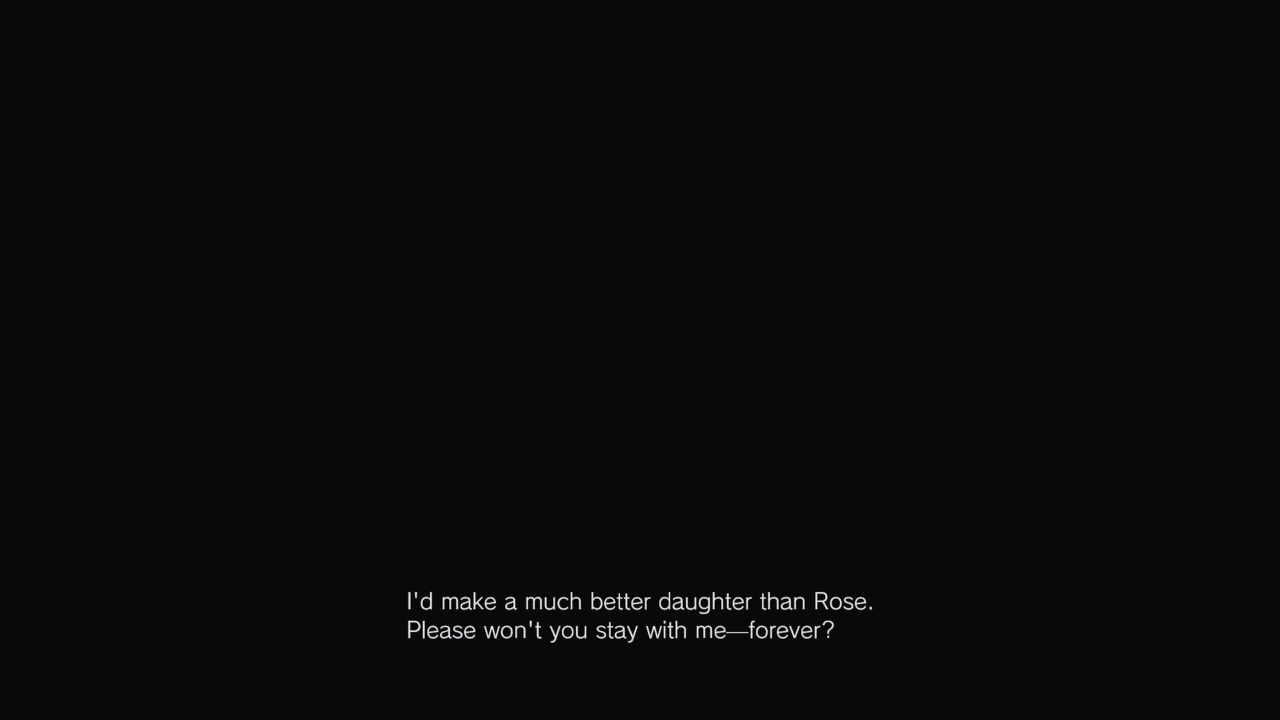 I'd make a much better daughter than Rose.
Please won't you stay with me—forever?